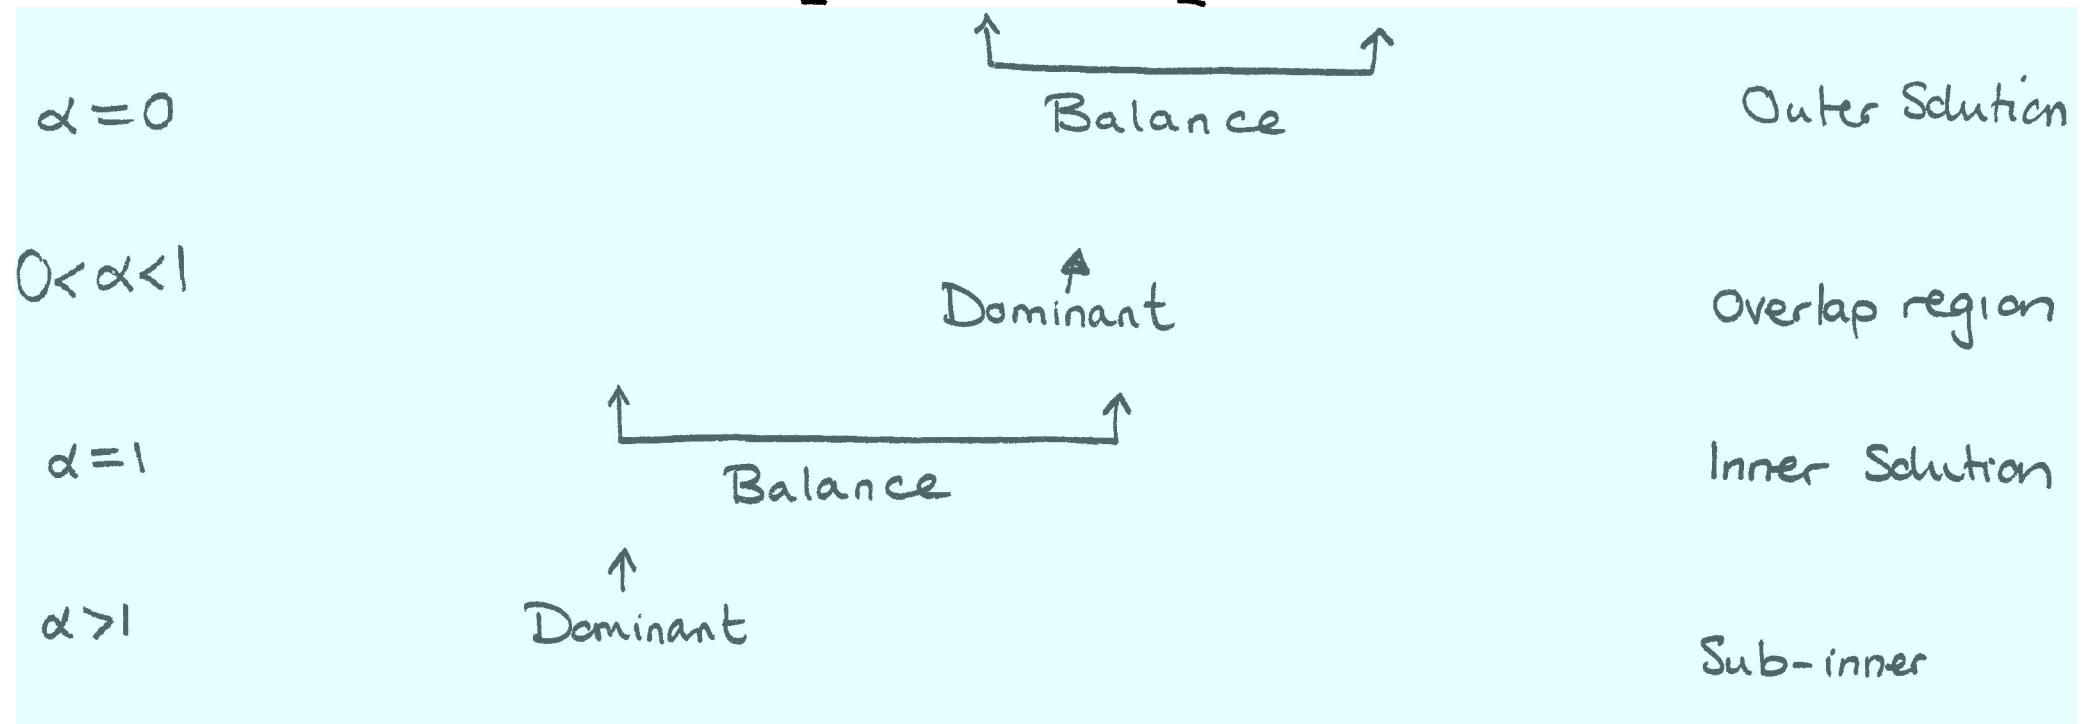 α=0 Balance Outer Solution
0<α<1 Dominant Overlap region
α=1 Balance Inner Solution
α>1 Dominant Sub-inner